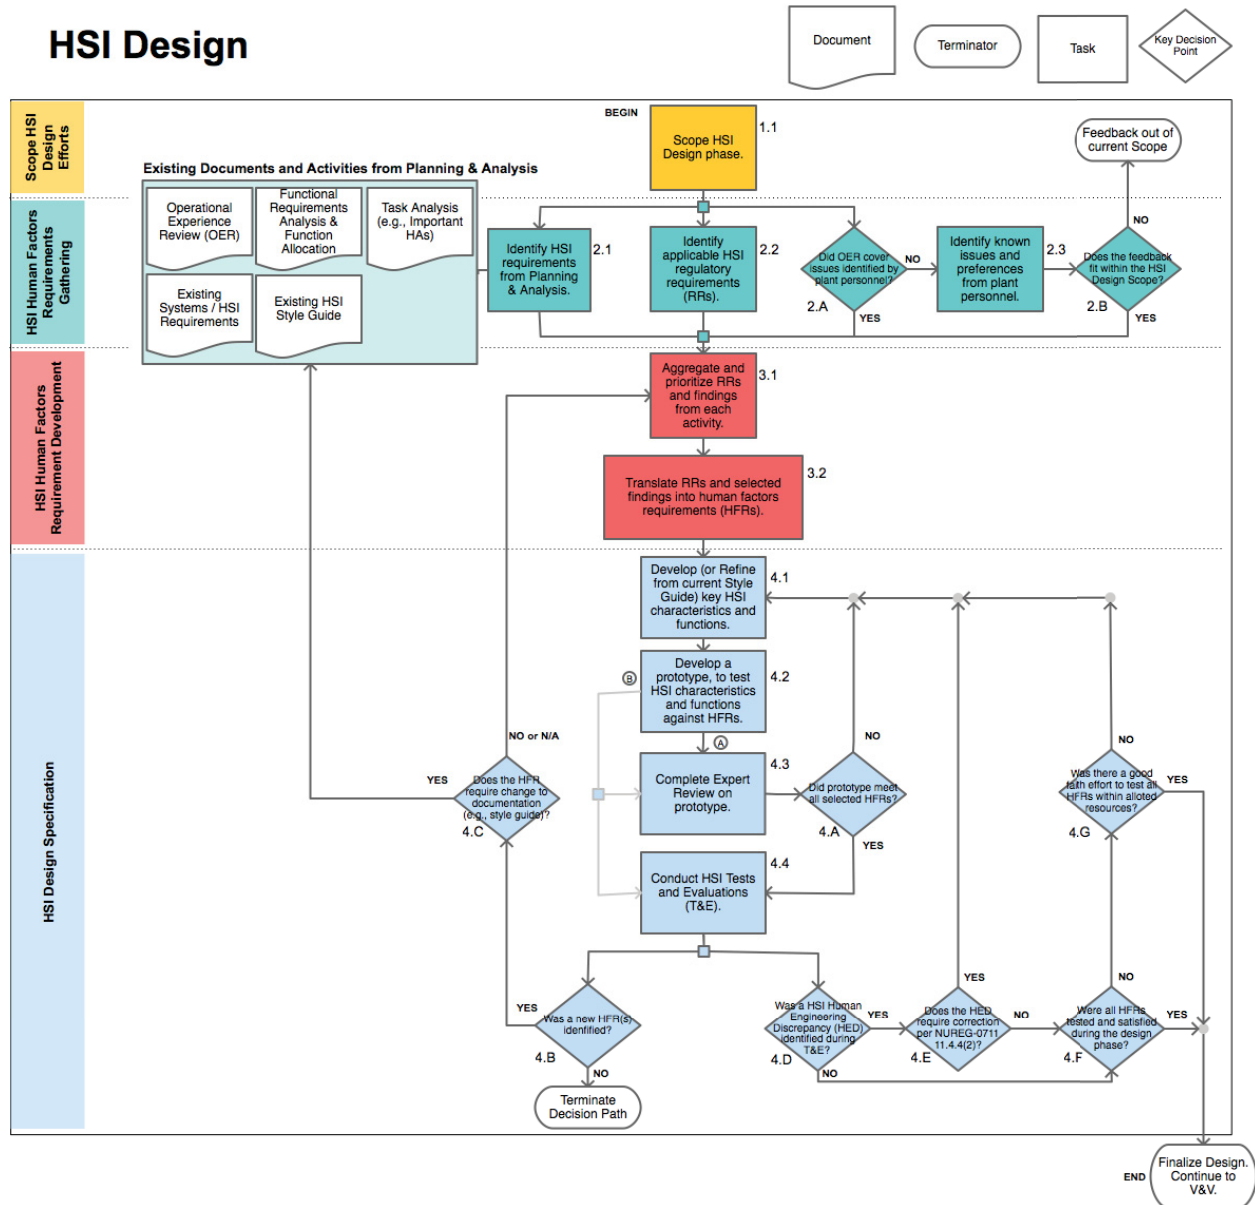 HSI Design
Document
Terminator
Task
Key Decision
Point
Scope HSI
Design
Efforts
BEGIN
Scope HSI
Design phase.
1.1
Feedback out of
current Scope
Existing Documents and Activities from Planning & Analysis
HSI Human Factors
Requirements
Gathering
Operational
Experience
Review (OER)
Functional
Requirements
Analysis &
Function
Allocation
Task Analysis
(e.g., Important
HAs)
Existing
Systems / HSI
Requirements
Existing HSI
Style Guide
Identify HSI
requirements
from Planning
& Analysis.
2.1
Identify
applicable HSI
regulatory
requirements
(RRs).
2.2
Did OER cover
issues identified by
plant personnel?
2.A
NO
YES
Identify known
issues and
preferences
from plant
personnel.
2.3
Does the feedback
fit within the HSI
Design Scope?
2.B
NO
YES
HSI Human Factors
Requirement Development
Aggregate and
prioritize RRs
and findings
from each
activity.
3.1
Translate RRs and selected
findings into human factors
requirements (HFRs).
3.2
HSI Design Specification
Develop (or Refine
from current Style
Guide) key HSI
characteristics and
functions.
4.1
Develop a
prototype, to test
HSI characteristics
and functions
against HFRs.
4.2
B
A
Complete Expert
Review on
prototype.
4.3
Did prototype meet
all selected HFRs?
4.A
NO
YES
Conduct HSI Tests
and Evaluations
(T&E).
4.4
NO or N/A
YES
Does the HFR
require change to
documentation
(e.g., style guide)?
4.C
Was there a good
faith effort to test all
HFRs within alloted
resources?
4.G
NO
YES
YES
Was a new HFR(s)
identified?
4.B
NO
Terminate
Decision Path
Was a HSI Human
Engineering
Discrepancy (HED)
identified during
T&E?
4.D
YES
NO
Does the HED
require correction
per NUREG-0711
11.4.4(2)?
4.E
YES
NO
Were all HFRs
tested and satisfied
during the design
phase?
4.F
NO
YES
END
Finalize Design.
Continue to
V&V.